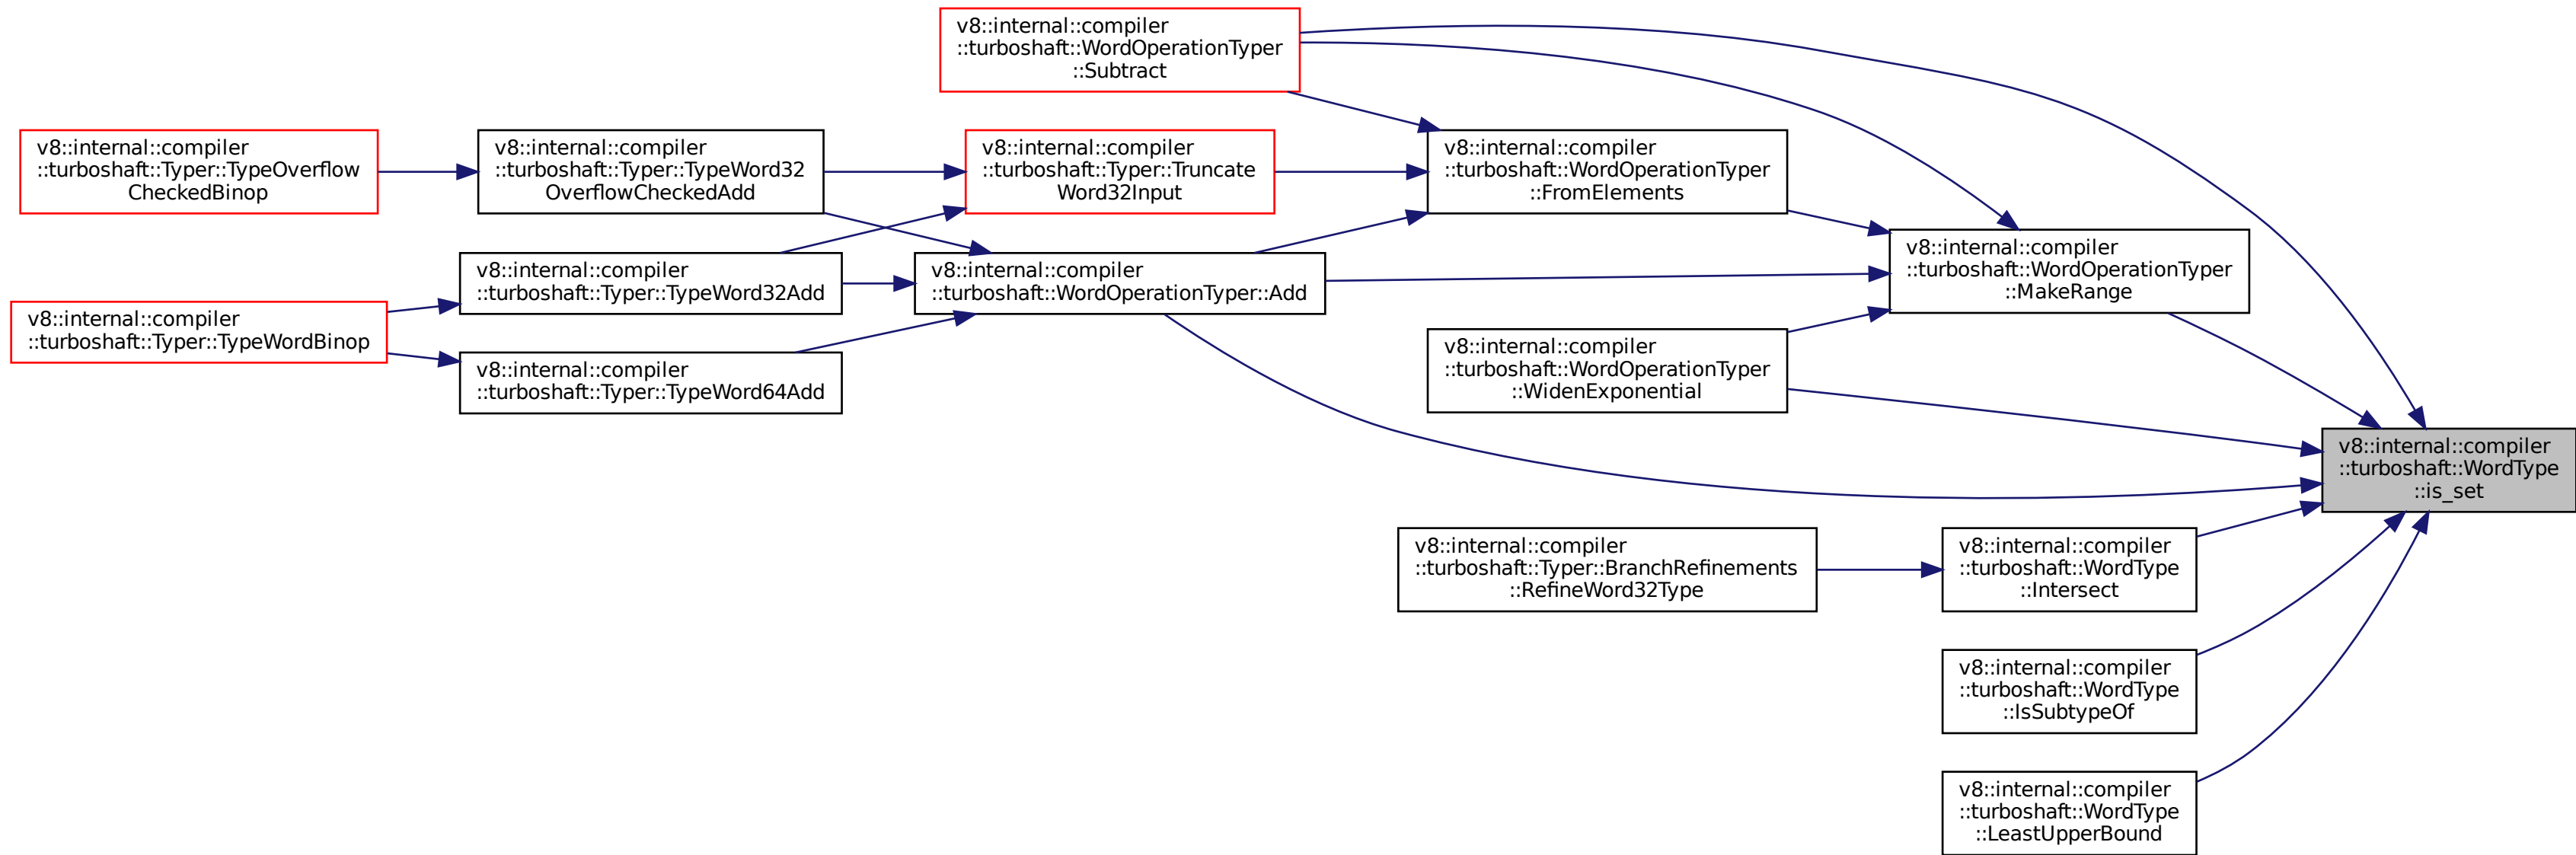 v8::internal::compiler
::turboshaft::WordOperationTyper
::Subtract
v8::internal::compiler
::turboshaft::Typer::TypeOverflow
CheckedBinop
v8::internal::compiler
::turboshaft::Typer::TypeWord32
OverflowCheckedAdd
v8::internal::compiler
::turboshaft::Typer::Truncate
Word32Input
v8::internal::compiler
::turboshaft::WordOperationTyper
::FromElements
v8::internal::compiler
::turboshaft::WordOperationTyper
::MakeRange
v8::internal::compiler
::turboshaft::Typer::TypeWord32Add
v8::internal::compiler
::turboshaft::WordOperationTyper::Add
v8::internal::compiler
::turboshaft::Typer::TypeWordBinop
v8::internal::compiler
::turboshaft::Typer::TypeWord64Add
v8::internal::compiler
::turboshaft::WordOperationTyper
::WidenExponential
v8::internal::compiler
::turboshaft::WordType
::is_set
v8::internal::compiler
::turboshaft::Typer::BranchRefinements
::RefineWord32Type
v8::internal::compiler
::turboshaft::WordType
::Intersect
v8::internal::compiler
::turboshaft::WordType
::IsSubtypeOf
v8::internal::compiler
::turboshaft::WordType
::LeastUpperBound